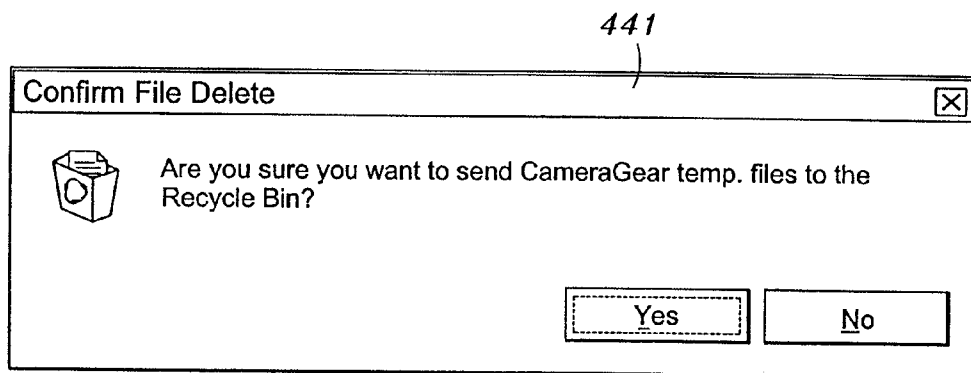 441
Confirm File Delete
Are you sure you want to send CameraGear temp. files to the
Recycle Bin?
Yes
No